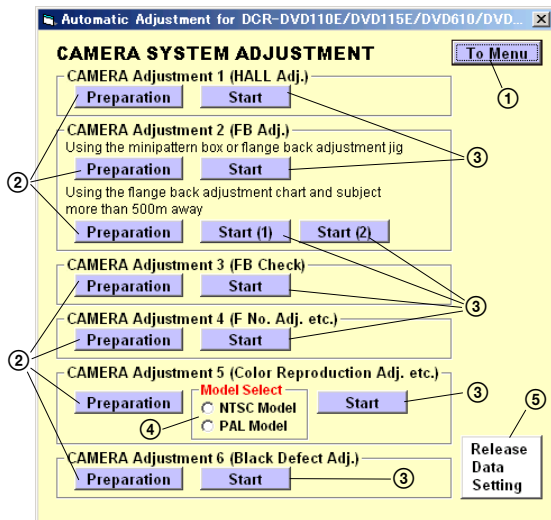 Automatic Adjustment for DCR-DVD110E/DVD115E/DVD610/DVD...
CAMERA SYSTEM ADJUSTMENT
To Menu
①
CAMERA Adjustment 1 (HALL Adj.)
Preparation Start
CAMERA Adjustment 2 (FB Adj.)
Using the minipattern box or flange back adjustment jig
③
Preparation Start
②
Using the flange back adjustment chart and subject
more than 500m away
Preparation Start (1) Start (2)
CAMERA Adjustment 3 (FB Check)
Preparation Start
③
CAMERA Adjustment 4 (F No. Adj. etc.)
Preparation Start
②
CAMERA Adjustment 5 (Color Reproduction Adj. etc.)
Model Select
③
Preparation NTSC Model Start
④ PAL Model
⑤
Release
Data
Setting
CAMERA Adjustment 6 (Black Defect Adj.)
Preparation Start ③